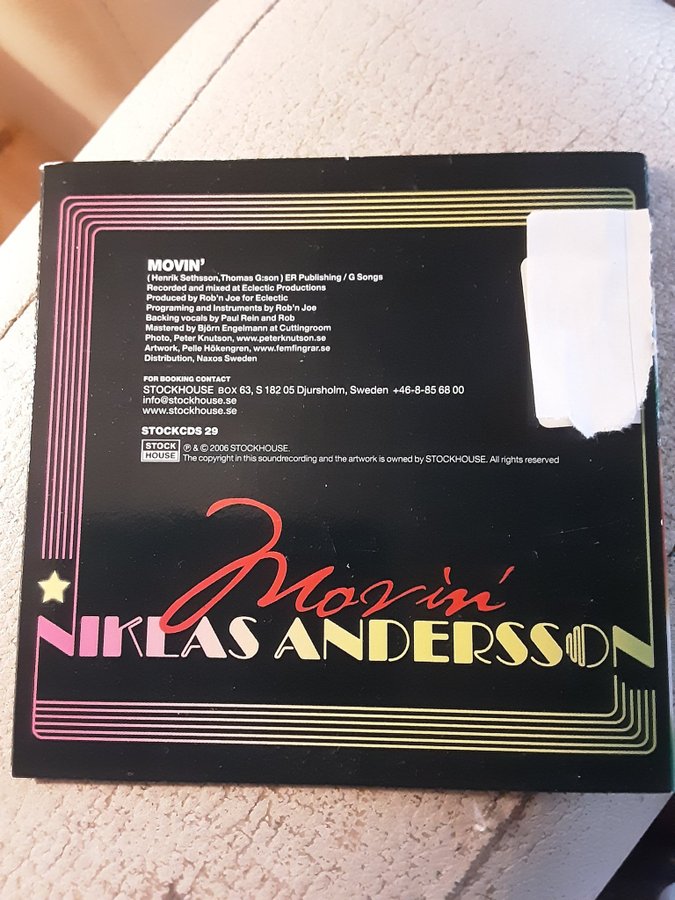 MOVIN'
( Henrik Sethsson,Thomas G:son ) ER Publishing / G Songs
Recorded and mixed at Eclectic Productions
Produced by Rob'n Joe for Eclectic
Programing and Instruments by Rob'n Joe
Backing vocals by Paul Rein and Rob
Mastered by Björn Engelmann at Cuttingroom
Photo, Peter Knutson, www.peterknutson.se
Artwork, Pelle Hökengren, www.femfingrar.se
Distribution, Naxos Sweden
FOR BOOKING CONTACT
STOCKHOUSE BOX 63, S 182 05 Djursholm, Sweden +46-8-85 68 00
info@stockhouse.se
www.stockhouse.se
STOCKCDS 29
STOCK
HOUSE
℗ & © 2006 STOCKHOUSE.
The copyright in this soundrecording and the artwork is owned by STOCKHOUSE. All rights reserved
Movin'
NIKLAS ANDERSSON